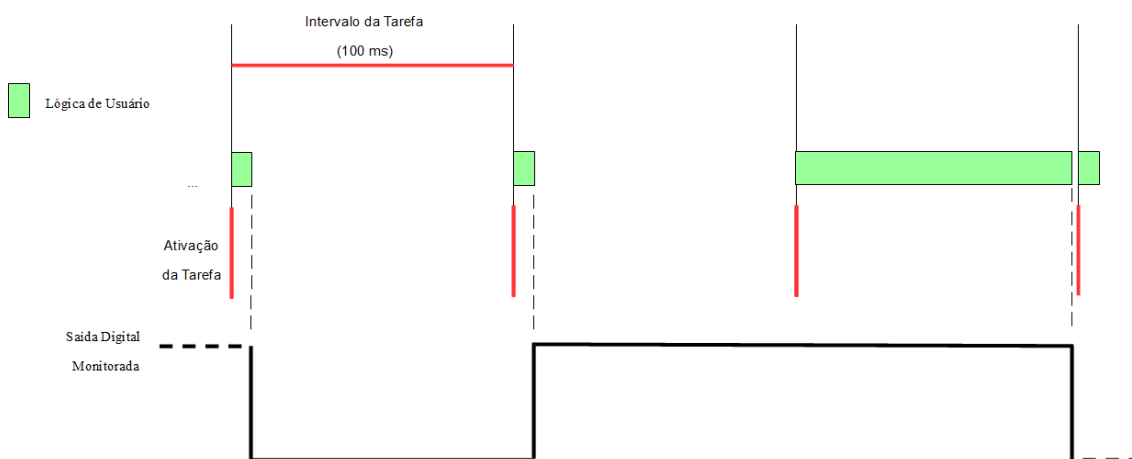 Intervalo da Tarefa
(100 ms)
Lógica de Usuário
...
Ativação
da Tarefa
Saída Digital
Monitorada